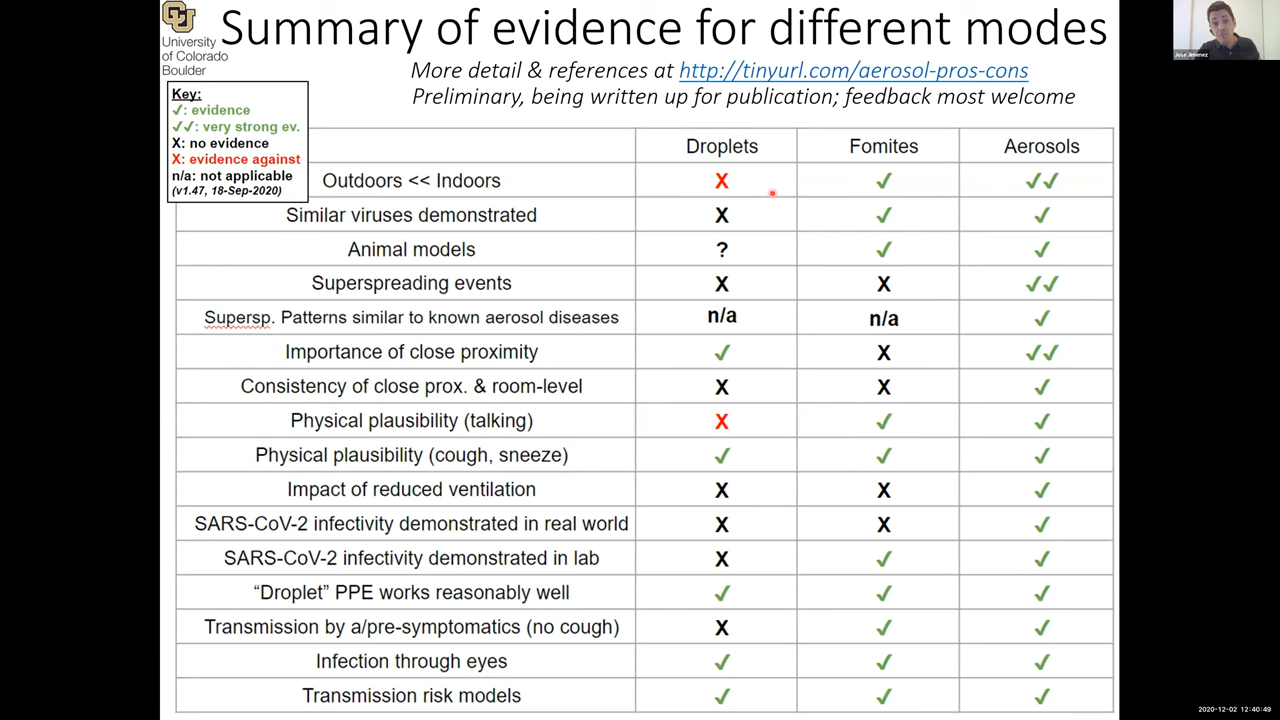 Summary of evidence for different modes
University
of Colorado
Boulder
More detail & references at http://tinyurl.com/aerosol-pros-cons
Preliminary, being written up for publication; feedback most welcome
Jose Jimenez
Key:
✓: evidence
✓✓: very strong ev.
X: no evidence
X: evidence against
n/a: not applicable
(v1.47, 18-Sep-2020)
Droplets Fomites Aerosols
Outdoors << Indoors X ✓ ✓✓
Similar viruses demonstrated X ✓ ✓
Animal models ? ✓ ✓
Superspreading events X X ✓✓
Supersp. Patterns similar to known aerosol diseases n/a n/a ✓
Importance of close proximity ✓ X ✓✓
Consistency of close prox. & room-level X X ✓
Physical plausibility (talking) X ✓ ✓
Physical plausibility (cough, sneeze) ✓ ✓ ✓
Impact of reduced ventilation X X ✓
SARS-CoV-2 infectivity demonstrated in real world X X ✓
SARS-CoV-2 infectivity demonstrated in lab X ✓ ✓
“Droplet” PPE works reasonably well ✓ ✓ ✓
Transmission by a/pre-symptomatics (no cough) X ✓ ✓
Infection through eyes ✓ ✓ ✓
Transmission risk models ✓ ✓ ✓
2020-12-02 12:40:49